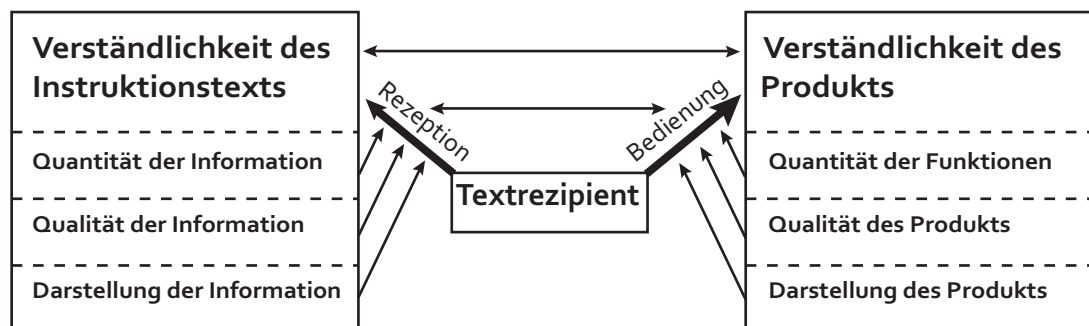 Verständlichkeit des
Instruktionstexts
Quantität der Information
Qualität der Information
Darstellung der Information
Rezeption
Textrezipient
Bedienung
Verständlichkeit des
Produkts
Quantität der Funktionen
Qualität des Produkts
Darstellung des Produkts